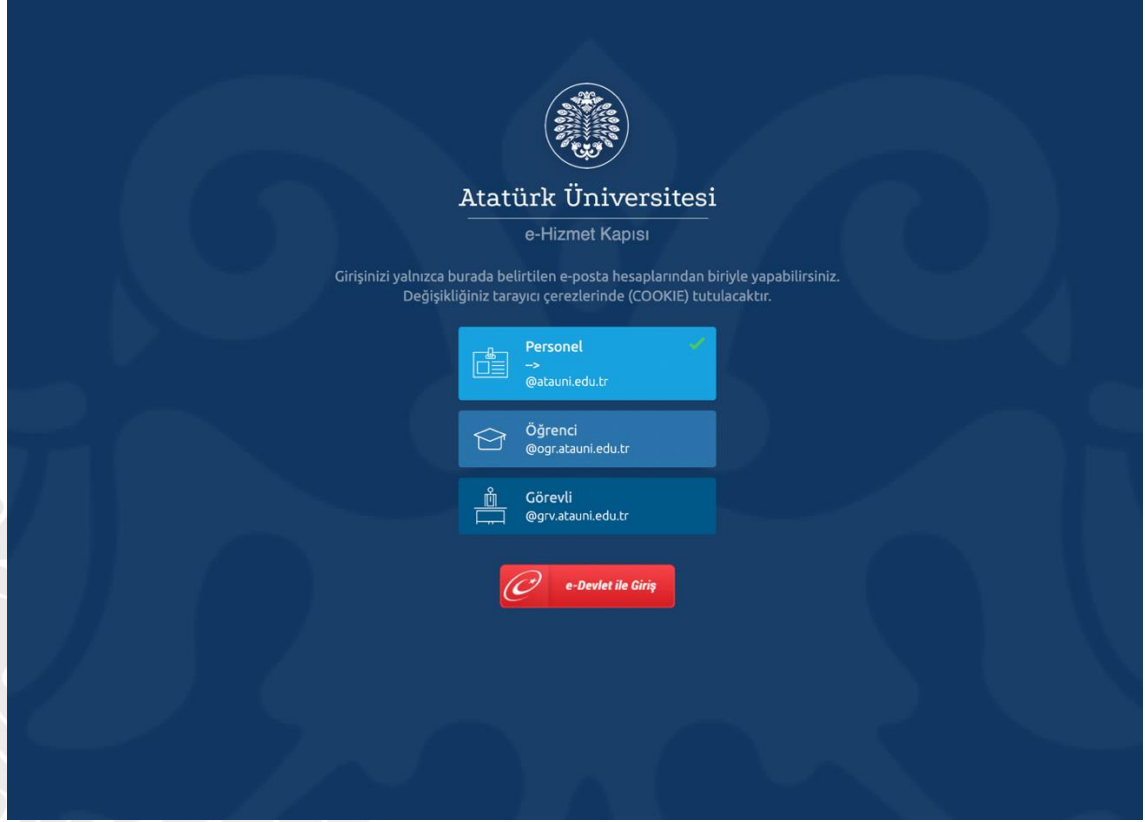 Atatürk Üniversitesi
e-Hizmet Kapısı
Girişinizi yalnızca burada belirtilen e-posta hesaplarından biriyle yapabilirsiniz.
Değişikliğiniz tarayıcı çerezlerinde (COOKIE) tutulacaktır.
Personel
-->
@atauni.edu.tr
Öğrenci
@ogr.atauni.edu.tr
Görevli
@grv.atauni.edu.tr
e-Devlet ile Giriş